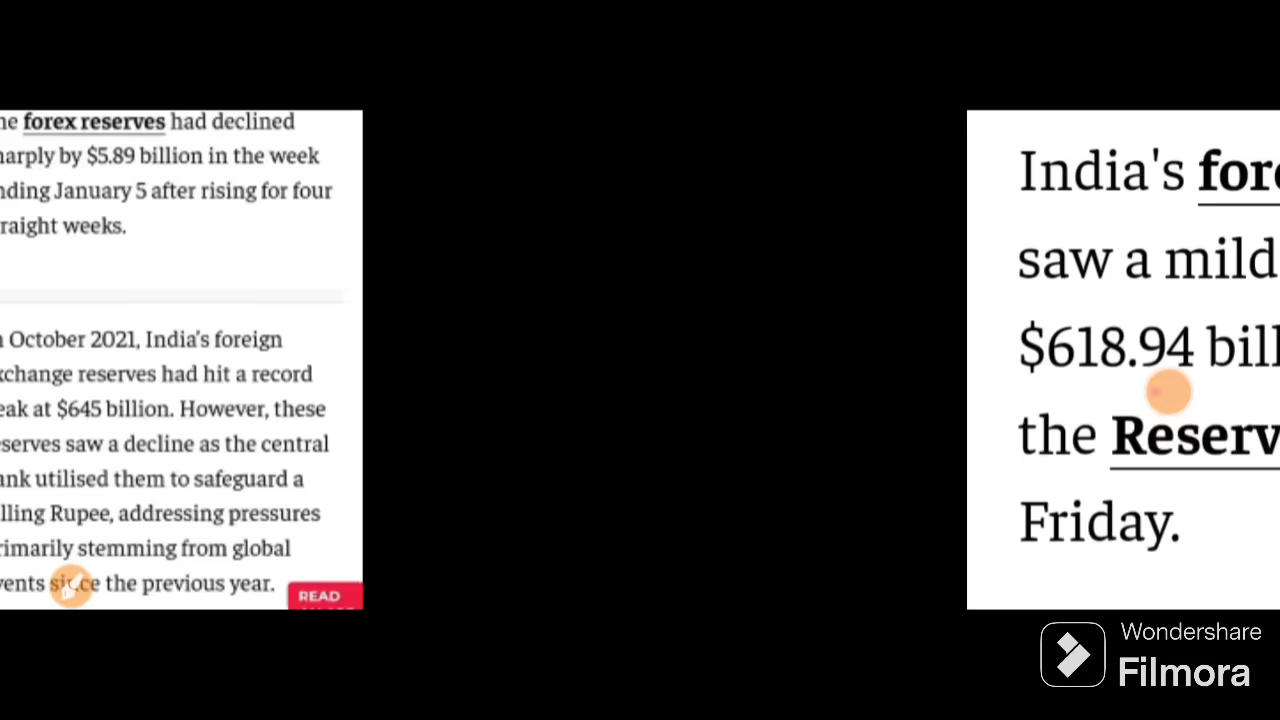 forex reserves had declined
by $5.89 billion in the week
January 5 after rising for four
weeks.
October 2021, India's foreign
reserves had hit a record
at $645 billion. However, these
saw a decline as the central
utilised them to safeguard a
Rupee, addressing pressures
stemming from global
since the previous year.
READ
India's
saw a mild
$618.94
the
Friday.
Wondershare
Filmora